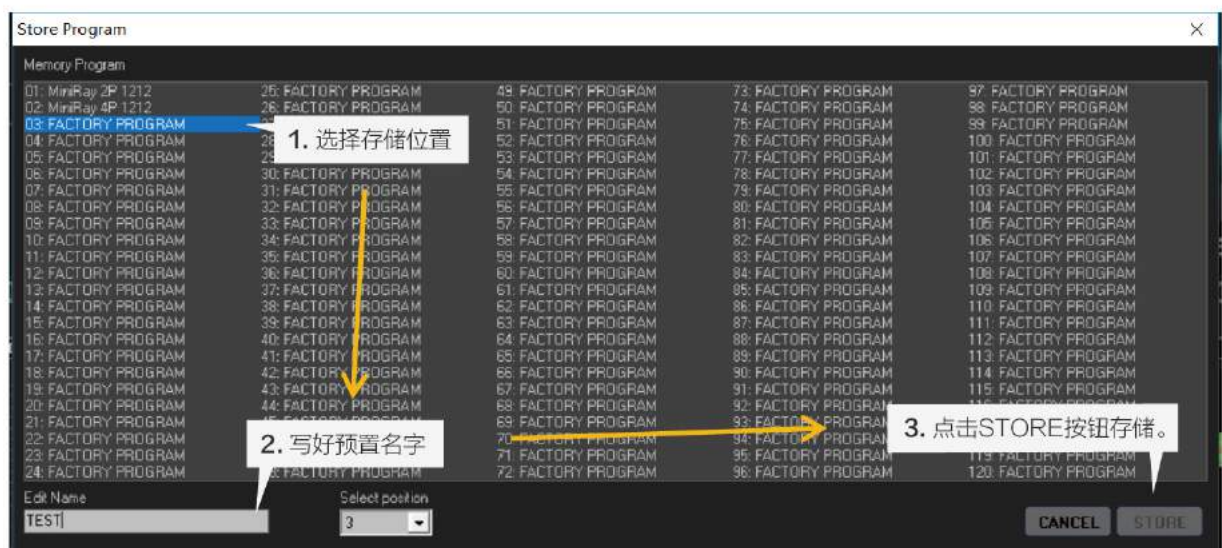 Store Program
Memory Program
01: MiniRay 2P 1212
02: MiniRay 4P 1212
03: FACTORY PROGRAM
04: FACTORY PROGRAM
05: FACTORY PROGRAM
06: FACTORY PROGRAM
07: FACTORY PROGRAM
08: FACTORY PROGRAM
09: FACTORY PROGRAM
10: FACTORY PROGRAM
11: FACTORY PROGRAM
12: FACTORY PROGRAM
13: FACTORY PROGRAM
14: FACTORY PROGRAM
15: FACTORY PROGRAM
16: FACTORY PROGRAM
17: FACTORY PROGRAM
18: FACTORY PROGRAM
19: FACTORY PROGRAM
20: FACTORY PROGRAM
21: FACTORY PROGRAM
22: FACTORY PROGRAM
23: FACTORY PROGRAM
24: FACTORY PROGRAM
25: FACTORY PROGRAM
26: FACTORY PROGRAM
1. 选择存储位置
30: FACTORY PROGRAM
31: FACTORY PROGRAM
32: FACTORY PROGRAM
33: FACTORY PROGRAM
34: FACTORY PROGRAM
35: FACTORY PROGRAM
36: FACTORY PROGRAM
37: FACTORY PROGRAM
38: FACTORY PROGRAM
39: FACTORY PROGRAM
40: FACTORY PROGRAM
41: FACTORY PROGRAM
42: FACTORY PROGRAM
43: FACTORY PROGRAM
44: FACTORY PROGRAM
2. 写好预置名字
49: FACTORY PROGRAM
50: FACTORY PROGRAM
51: FACTORY PROGRAM
52: FACTORY PROGRAM
53: FACTORY PROGRAM
54: FACTORY PROGRAM
55: FACTORY PROGRAM
56: FACTORY PROGRAM
57: FACTORY PROGRAM
58: FACTORY PROGRAM
59: FACTORY PROGRAM
60: FACTORY PROGRAM
61: FACTORY PROGRAM
62: FACTORY PROGRAM
63: FACTORY PROGRAM
64: FACTORY PROGRAM
65: FACTORY PROGRAM
66: FACTORY PROGRAM
67: FACTORY PROGRAM
68: FACTORY PROGRAM
69: FACTORY PROGRAM
70: FACTORY PROGRAM
71: FACTORY PROGRAM
72: FACTORY PROGRAM
73: FACTORY PROGRAM
74: FACTORY PROGRAM
75: FACTORY PROGRAM
76: FACTORY PROGRAM
77: FACTORY PROGRAM
78: FACTORY PROGRAM
79: FACTORY PROGRAM
80: FACTORY PROGRAM
81: FACTORY PROGRAM
82: FACTORY PROGRAM
83: FACTORY PROGRAM
84: FACTORY PROGRAM
85: FACTORY PROGRAM
86: FACTORY PROGRAM
87: FACTORY PROGRAM
88: FACTORY PROGRAM
89: FACTORY PROGRAM
90: FACTORY PROGRAM
91: FACTORY PROGRAM
92: FACTORY PROGRAM
93: FACTORY PROGRAM
94: FACTORY PROGRAM
95: FACTORY PROGRAM
96: FACTORY PROGRAM
97: FACTORY PROGRAM
98: FACTORY PROGRAM
99: FACTORY PROGRAM
100: FACTORY PROGRAM
101: FACTORY PROGRAM
102: FACTORY PROGRAM
103: FACTORY PROGRAM
104: FACTORY PROGRAM
105: FACTORY PROGRAM
106: FACTORY PROGRAM
107: FACTORY PROGRAM
108: FACTORY PROGRAM
109: FACTORY PROGRAM
110: FACTORY PROGRAM
111: FACTORY PROGRAM
112: FACTORY PROGRAM
113: FACTORY PROGRAM
114: FACTORY PROGRAM
115: FACTORY PROGRAM
3. 点击STORE按钮存储。
119: FACTORY PROGRAM
120: FACTORY PROGRAM
Edit Name
TEST
Select position
3
CANCEL
STORE